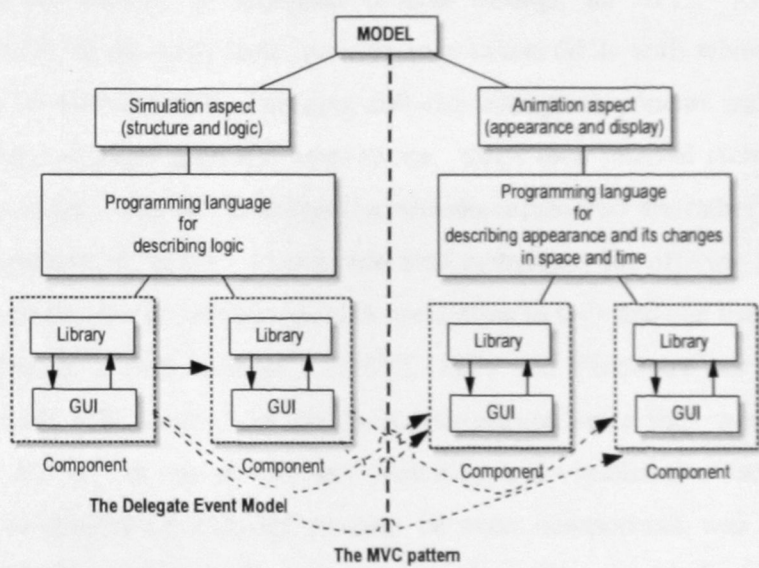 MODEL
Simulation aspect
(structure and logic)
Animation aspect
(appearance and display)
Programming language
for
describing logic
Programming language
for
describing appearance and its changes
in space and time
Library
GUI
Library
GUI
Library
GUI
Library
GUI
Component
Component
Component
Component
The Delegate Event Model
The MVC pattern